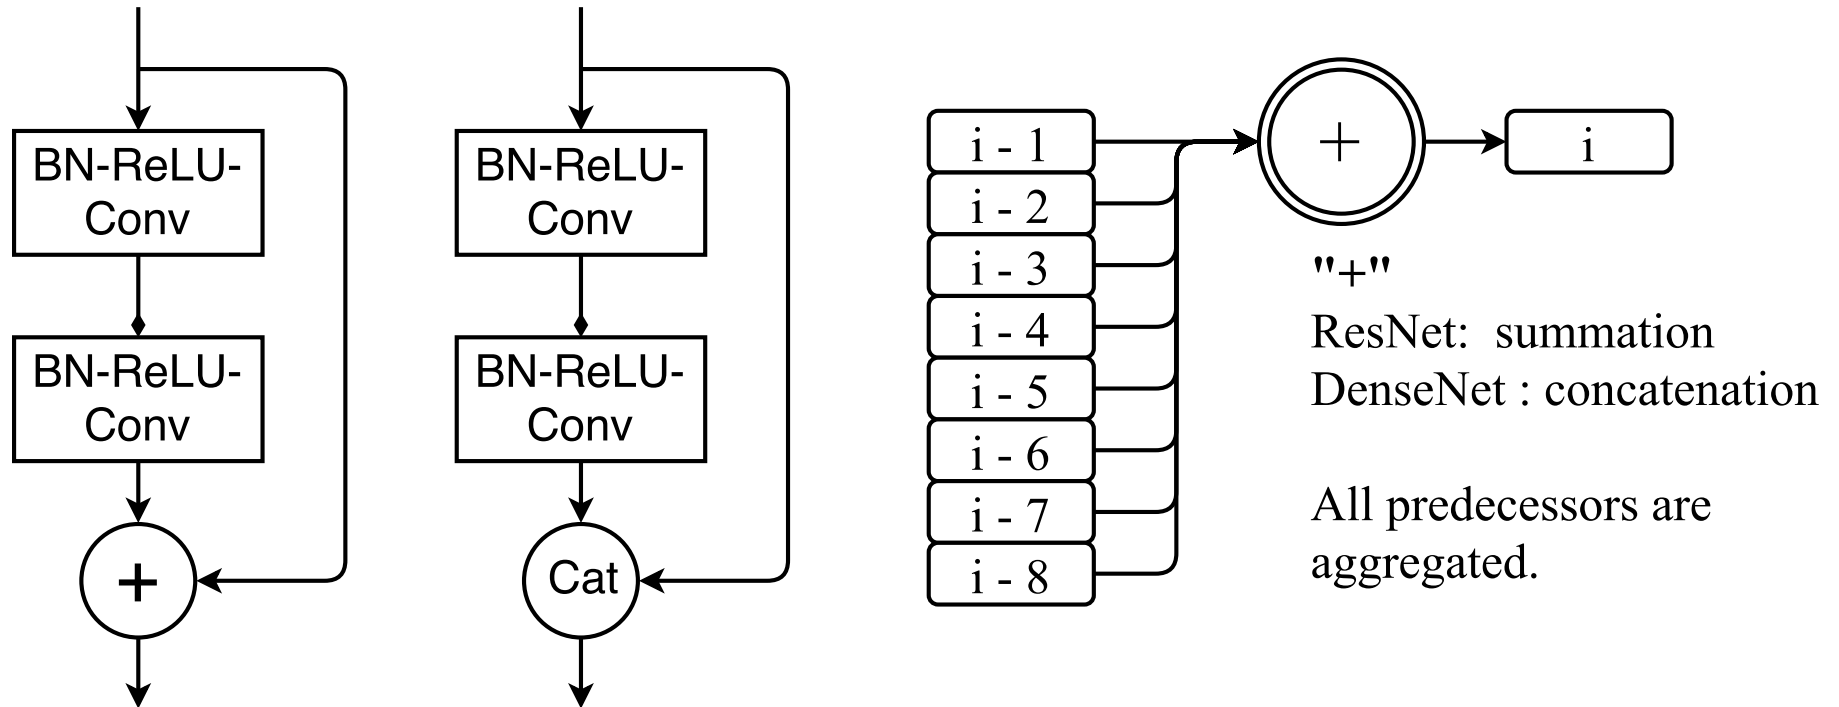 BN-ReLU-
Conv
BN-ReLU-
Conv
+
BN-ReLU-
Conv
BN-ReLU-
Conv
Cat
i - 1
i - 2
i - 3
i - 4
i - 5
i - 6
i - 7
i - 8
+
i
"+"
ResNet: summation
DenseNet : concatenation
All predecessors are
aggregated.